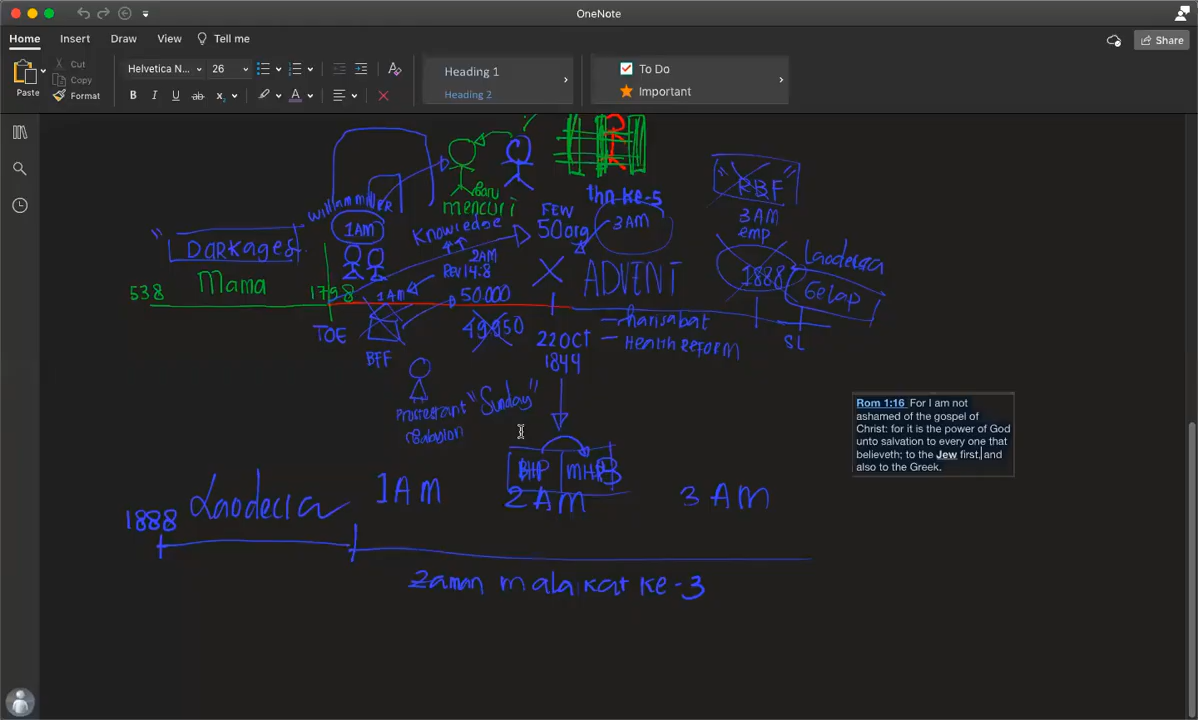 OneNote
Home Insert Draw View Tell me
Share
Paste
Cut
Copy
Format
Helvetica N... 26
B I U ab X2 A
Heading 1
Heading 2
To Do
Important
William Miller
1AM
"Darkages"
Mama
538
1798
TOE
baru
mencuri
Knowledge
2AM
Rev 14:8
1AM
50.000
49950
BFF
FEW
50org
thn Ke-5
3AM
X ADVENT
"RBF"
3AM
emp
1888
Laodecia
Gelap
SL
- harisabat
- Health reform
22 Oct
1844
Protestant "Sunday"
Babylon
Rom 1:16 For I am not
ashamed of the gospel of
Christ: for it is the power of God
unto salvation to every one that
believeth; to the Jew first, and
also to the Greek.
1888 Laodecia
1AM
2AM
3AM
Zaman malaikat ke-3